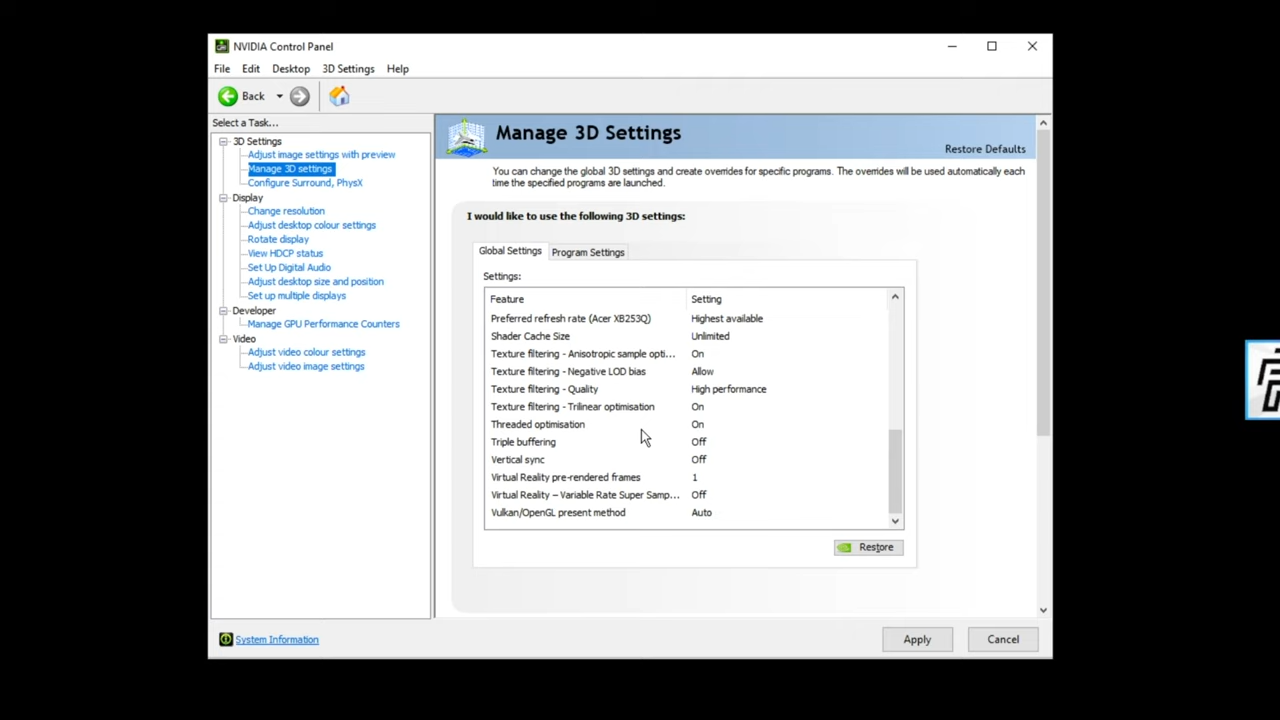 NVIDIA Control Panel
File Edit Desktop 3D Settings Help
Back
Select a Task...
3D Settings
Adjust image settings with preview
Manage 3D settings
Configure Surround, PhysX
Display
Change resolution
Adjust desktop colour settings
Rotate display
View HDCP status
Set Up Digital Audio
Adjust desktop size and position
Set up multiple displays
Developer
Manage GPU Performance Counters
Video
Adjust video colour settings
Adjust video image settings
System Information
Manage 3D Settings
Restore Defaults
You can change the global 3D settings and create overrides for specific programs. The overrides will be used automatically each
time the specified programs are launched.
I would like to use the following 3D settings:
Global Settings Program Settings
Settings:
Feature Setting
Preferred refresh rate (Acer XB253Q) Highest available
Shader Cache Size Unlimited
Texture filtering - Anisotropic sample opti... On
Texture filtering - Negative LOD bias Allow
Texture filtering - Quality High performance
Texture filtering - Trilinear optimisation On
Threaded optimisation On
Triple buffering Off
Vertical sync Off
Virtual Reality pre-rendered frames 1
Virtual Reality – Variable Rate Super Samp... Off
Vulkan/OpenGL present method Auto
Restore
Apply Cancel